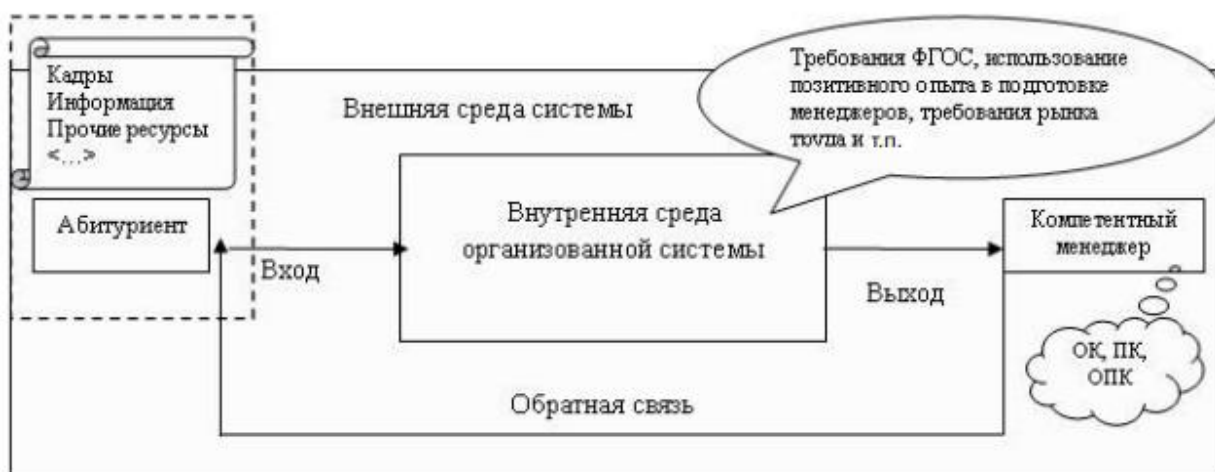 Кадры
Информация
Прочие ресурсы
<...>
Абитуриент
Вход
Внешняя среда системы
Внутренняя среда
организованной системы
Требования ФГОС, использование
позитивного опыта в подготовке
менеджеров, требования рынка
труда и т.п.
Выход
Компетентный
менеджер
ОК, ПК,
ОПК
Обратная связь